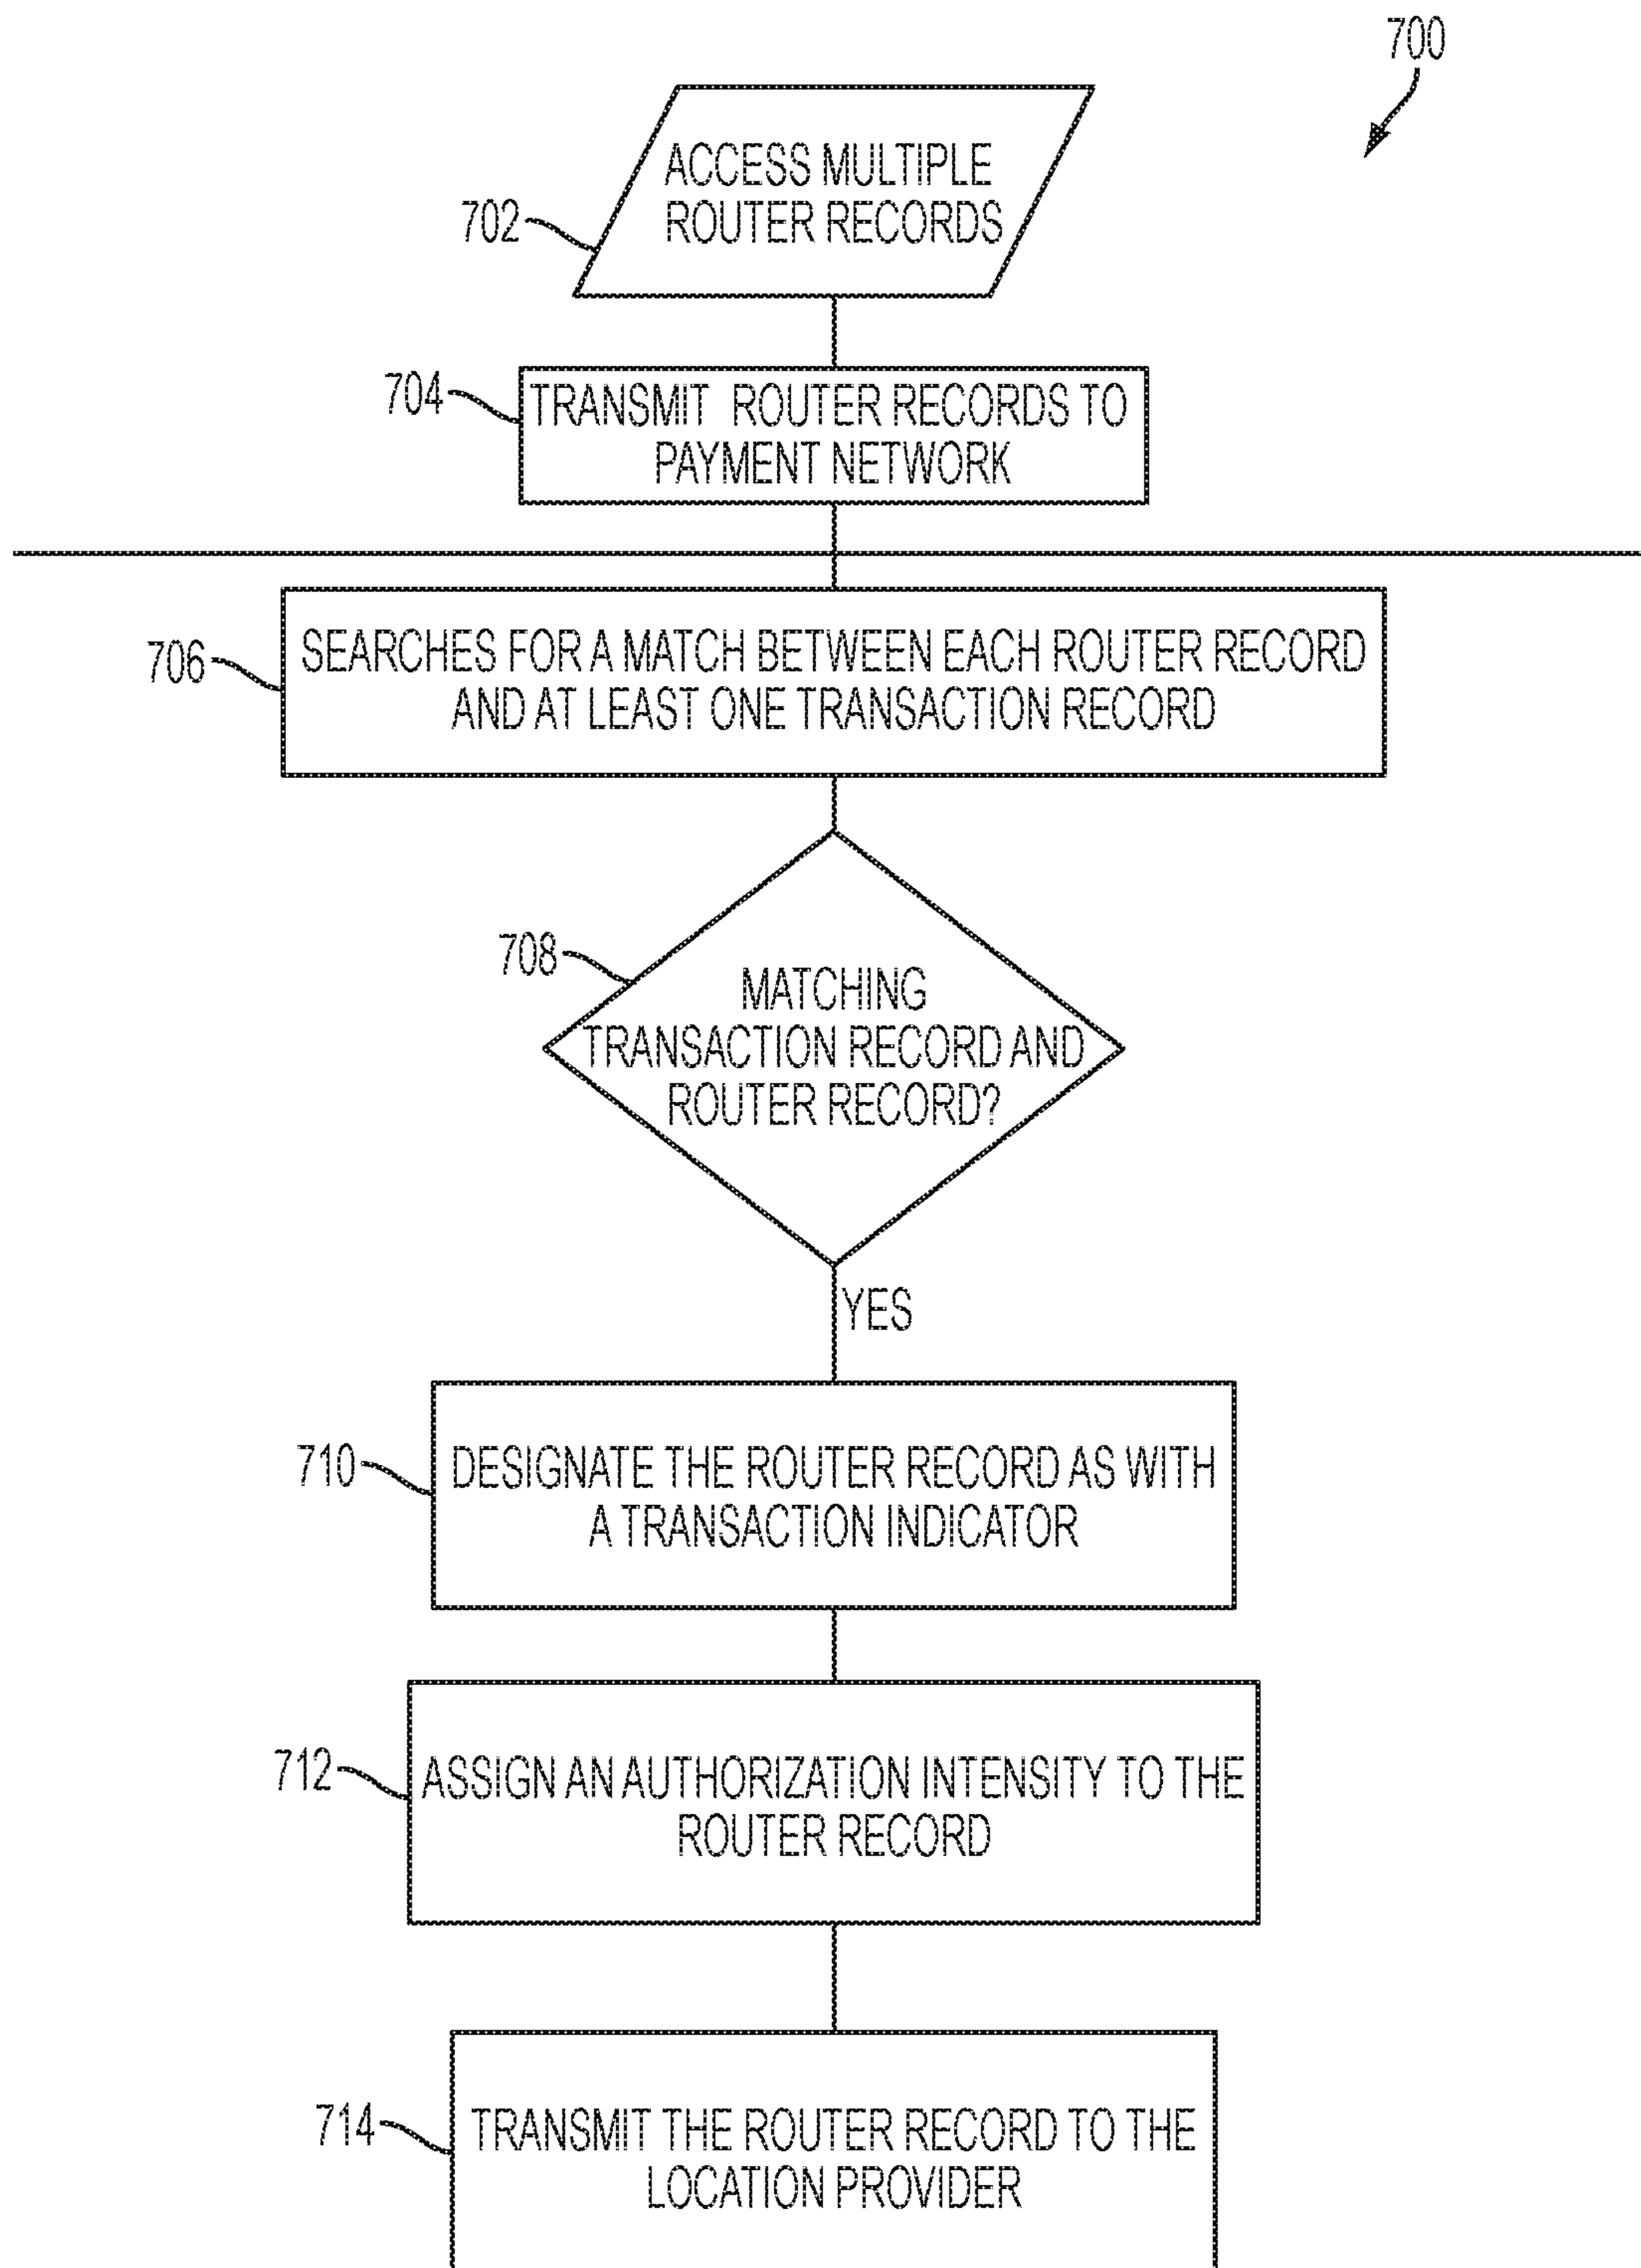 700
702
ACCESS MULTIPLE
ROUTER RECORDS
704
TRANSMIT ROUTER RECORDS TO
PAYMENT NETWORK
706
SEARCHES FOR A MATCH BETWEEN EACH ROUTER RECORD
AND AT LEAST ONE TRANSACTION RECORD
708
MATCHING
TRANSACTION RECORD AND
ROUTER RECORD?
YES
710
DESIGNATE THE ROUTER RECORD AS WITH
A TRANSACTION INDICATOR
712
ASSIGN AN AUTHORIZATION INTENSITY TO THE
ROUTER RECORD
714
TRANSMIT THE ROUTER RECORD TO THE
LOCATION PROVIDER